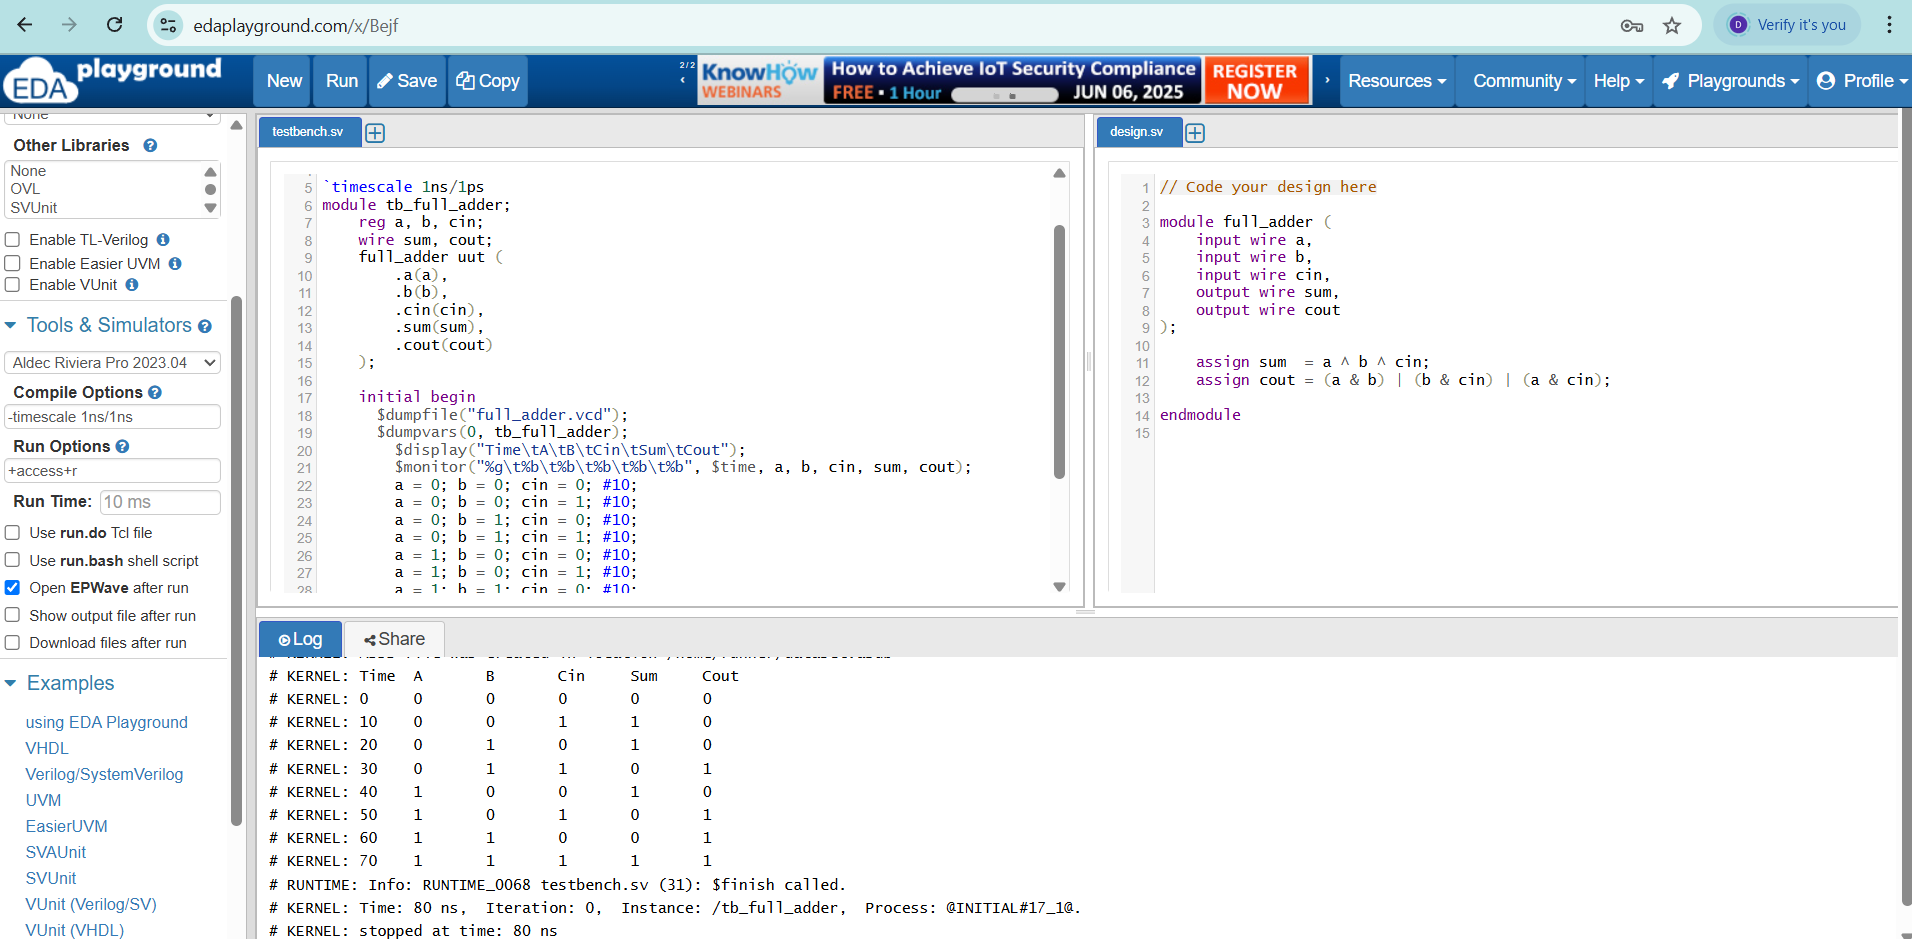 edaplayground.com/x/Bejf
D Verify it's you
EDA playground
New
Run
Save
Copy
2/2
KnowHow WEBINARS
How to Achieve IoT Security Compliance
FREE • 1 Hour JUN 06, 2025
REGISTER NOW
Resources
Community
Help
Playgrounds
Profile
None
Other Libraries
None
OVL
SVUnit
Enable TL-Verilog
Enable Easier UVM
Enable VUnit
Tools & Simulators
Aldec Riviera Pro 2023.04
Compile Options
-timescale 1ns/1ns
Run Options
+access+r
Run Time: 10 ms
Use run.do Tcl file
Use run.bash shell script
Open EPWave after run
Show output file after run
Download files after run
Examples
using EDA Playground
VHDL
Verilog/SystemVerilog
UVM
EasierUVM
SVAUnit
SVUnit
VUnit (Verilog/SV)
VUnit (VHDL)
testbench.sv
5 `timescale 1ns/1ps
6 module tb_full_adder;
7 reg a, b, cin;
8 wire sum, cout;
9 full_adder uut (
10 .a(a),
11 .b(b),
12 .cin(cin),
13 .sum(sum),
14 .cout(cout)
15 );
16
17 initial begin
18 $dumpfile("full_adder.vcd");
19 $dumpvars(0, tb_full_adder);
20 $display("Time\tA\tB\tCin\tSum\tCout");
21 $monitor("%g\t%b\t%b\t%b\t%b\t%b", $time, a, b, cin, sum, cout);
22 a = 0; b = 0; cin = 0; #10;
23 a = 0; b = 0; cin = 1; #10;
24 a = 0; b = 1; cin = 0; #10;
25 a = 0; b = 1; cin = 1; #10;
26 a = 1; b = 0; cin = 0; #10;
27 a = 1; b = 0; cin = 1; #10;
28 a = 1; b = 1; cin = 0; #10;
design.sv
1 // Code your design here
2
3 module full_adder (
4 input wire a,
5 input wire b,
6 input wire cin,
7 output wire sum,
8 output wire cout
9 );
10
11 assign sum = a ^ b ^ cin;
12 assign cout = (a & b) | (b & cin) | (a & cin);
13
14 endmodule
15
Log
Share
# KERNEL: Time A B Cin Sum Cout
# KERNEL: 0 0 0 0 0 0
# KERNEL: 10 0 0 1 1 0
# KERNEL: 20 0 1 0 1 0
# KERNEL: 30 0 1 1 0 1
# KERNEL: 40 1 0 0 1 0
# KERNEL: 50 1 0 1 0 1
# KERNEL: 60 1 1 0 0 1
# KERNEL: 70 1 1 1 1 1
# RUNTIME: Info: RUNTIME_0068 testbench.sv (31): $finish called.
# KERNEL: Time: 80 ns, Iteration: 0, Instance: /tb_full_adder, Process: @INITIAL#17_1@.
# KERNEL: stopped at time: 80 ns